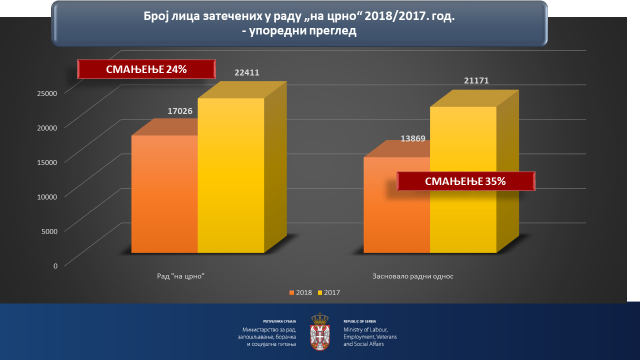 Број лица затечених у раду „на црно“ 2018/2017. год.
- упоредни преглед
СМАЊЕЊЕ 24%
22411
21171
25000
17026
20000
13869
15000
СМАЊЕЊЕ 35%
10000
5000
0
Рад "на црно"
Засновало радни однос
2018
2017
РЕПУБЛИКА СРБИЈА
Министарство за рад,
запошљавање, борачка
и социјална питања
REPUBLIC OF SERBIA
Ministry of Labour,
Employment, Veterans
and Social Affairs